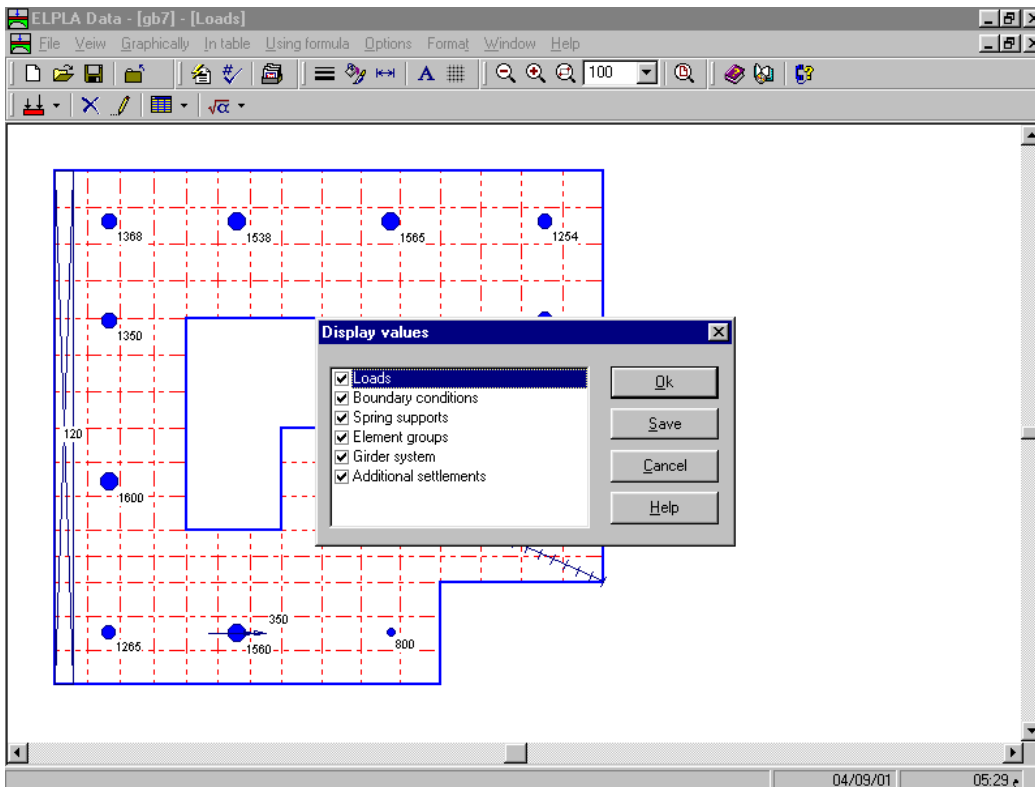 ELPLA Data - [gb7] - [Loads]
File Veiw Graphically In table Using formula Options Format Window Help
100
1368 1538 1565 1254
1350
Display values
Loads
Boundary conditions
Spring supports
Element groups
Girder system
Additional settlements
Ok
Save
Cancel
Help
120
1600
350
1265 1560 800
04/09/01 05:29 م